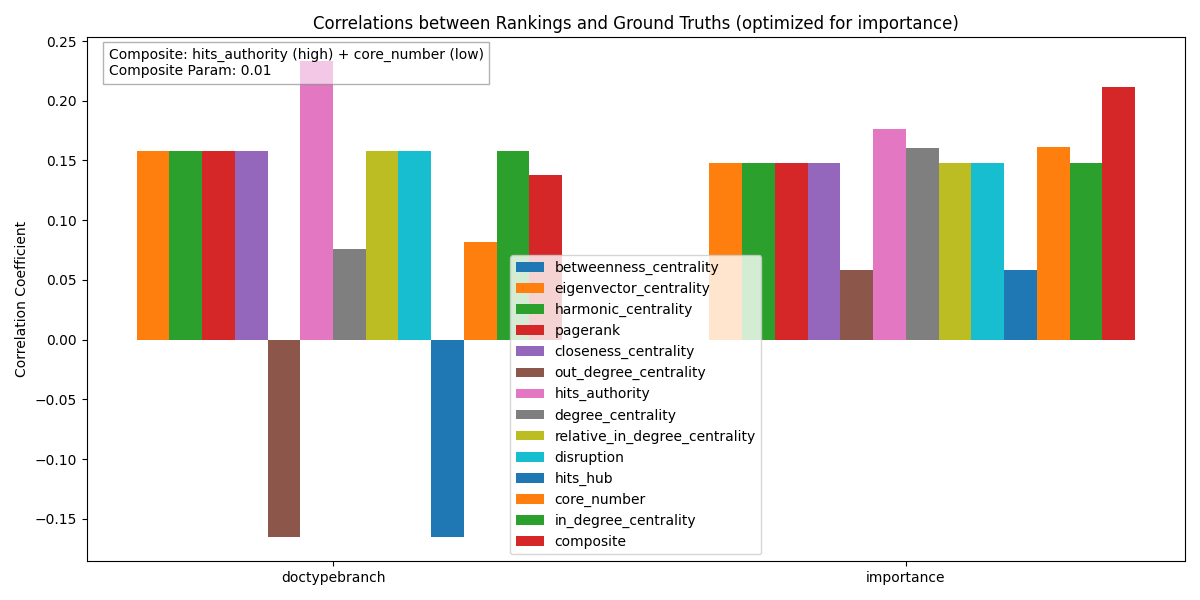 Correlations between Rankings and Ground Truths (optimized for importance)
Composite: hits_authority (high) + core_number (low)
Composite Param: 0.01
Correlation Coefficient
0.25
0.20
0.15
0.10
0.05
0.00
−0.05
−0.10
−0.15
betweenness_centrality
eigenvector_centrality
harmonic_centrality
pagerank
closeness_centrality
out_degree_centrality
hits_authority
degree_centrality
relative_in_degree_centrality
disruption
hits_hub
core_number
in_degree_centrality
composite
doctypebranch
importance